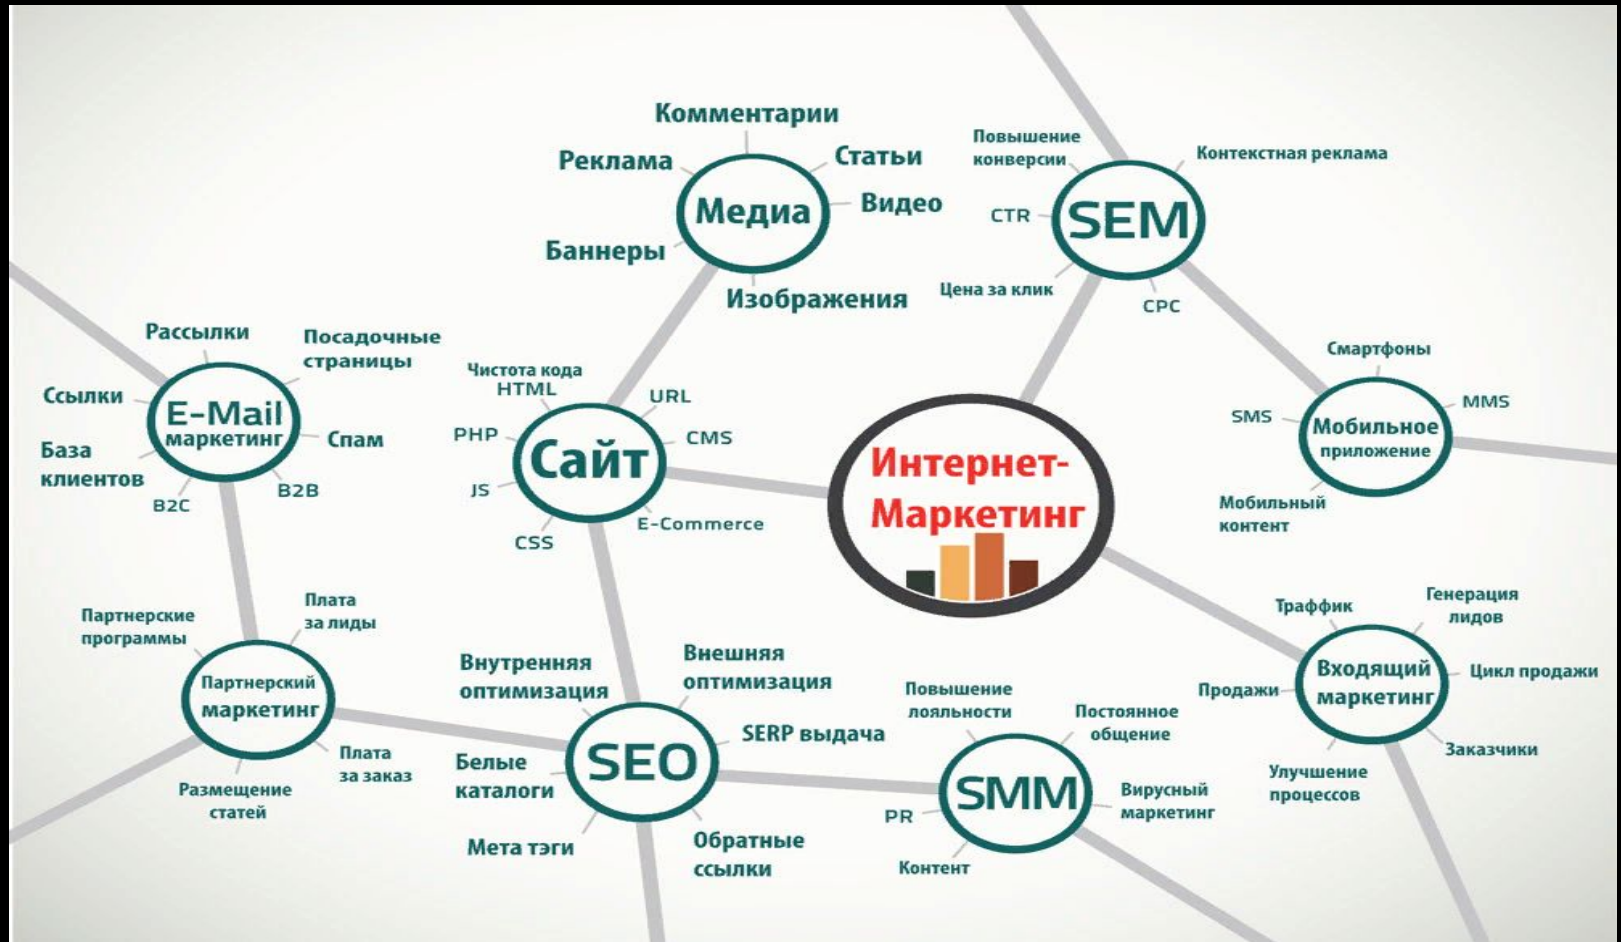 Комментарии
Реклама
Статьи
Медиа
Видео
Баннеры
Изображения
Повышение
конверсии
Контекстная реклама
CTR
SEM
Цена за клик
CPC
Рассылки
Посадочные
страницы
Ссылки
E-Mail
маркетинг
Спам
База
клиентов
B2C
B2B
Чистота кода
HTML
URL
PHP
CMS
Сайт
JS
CSS
E-Commerce
Интернет-
Маркетинг
Смартфоны
SMS
MMS
Мобильное
приложение
Мобильный
контент
Партнерские
программы
Плата
за лиды
Партнерский
маркетинг
Плата
за заказ
Размещение
статей
Внутренняя
оптимизация
Внешняя
оптимизация
SERP выдача
SEO
Белые
каталоги
Мета тэги
Обратные
ссылки
Повышение
лояльности
Постоянное
общение
SMM
PR
Вирусный
маркетинг
Контент
Траффик
Генерация
лидов
Входящий
маркетинг
Цикл продажи
Продажи
Заказчики
Улучшение
процессов